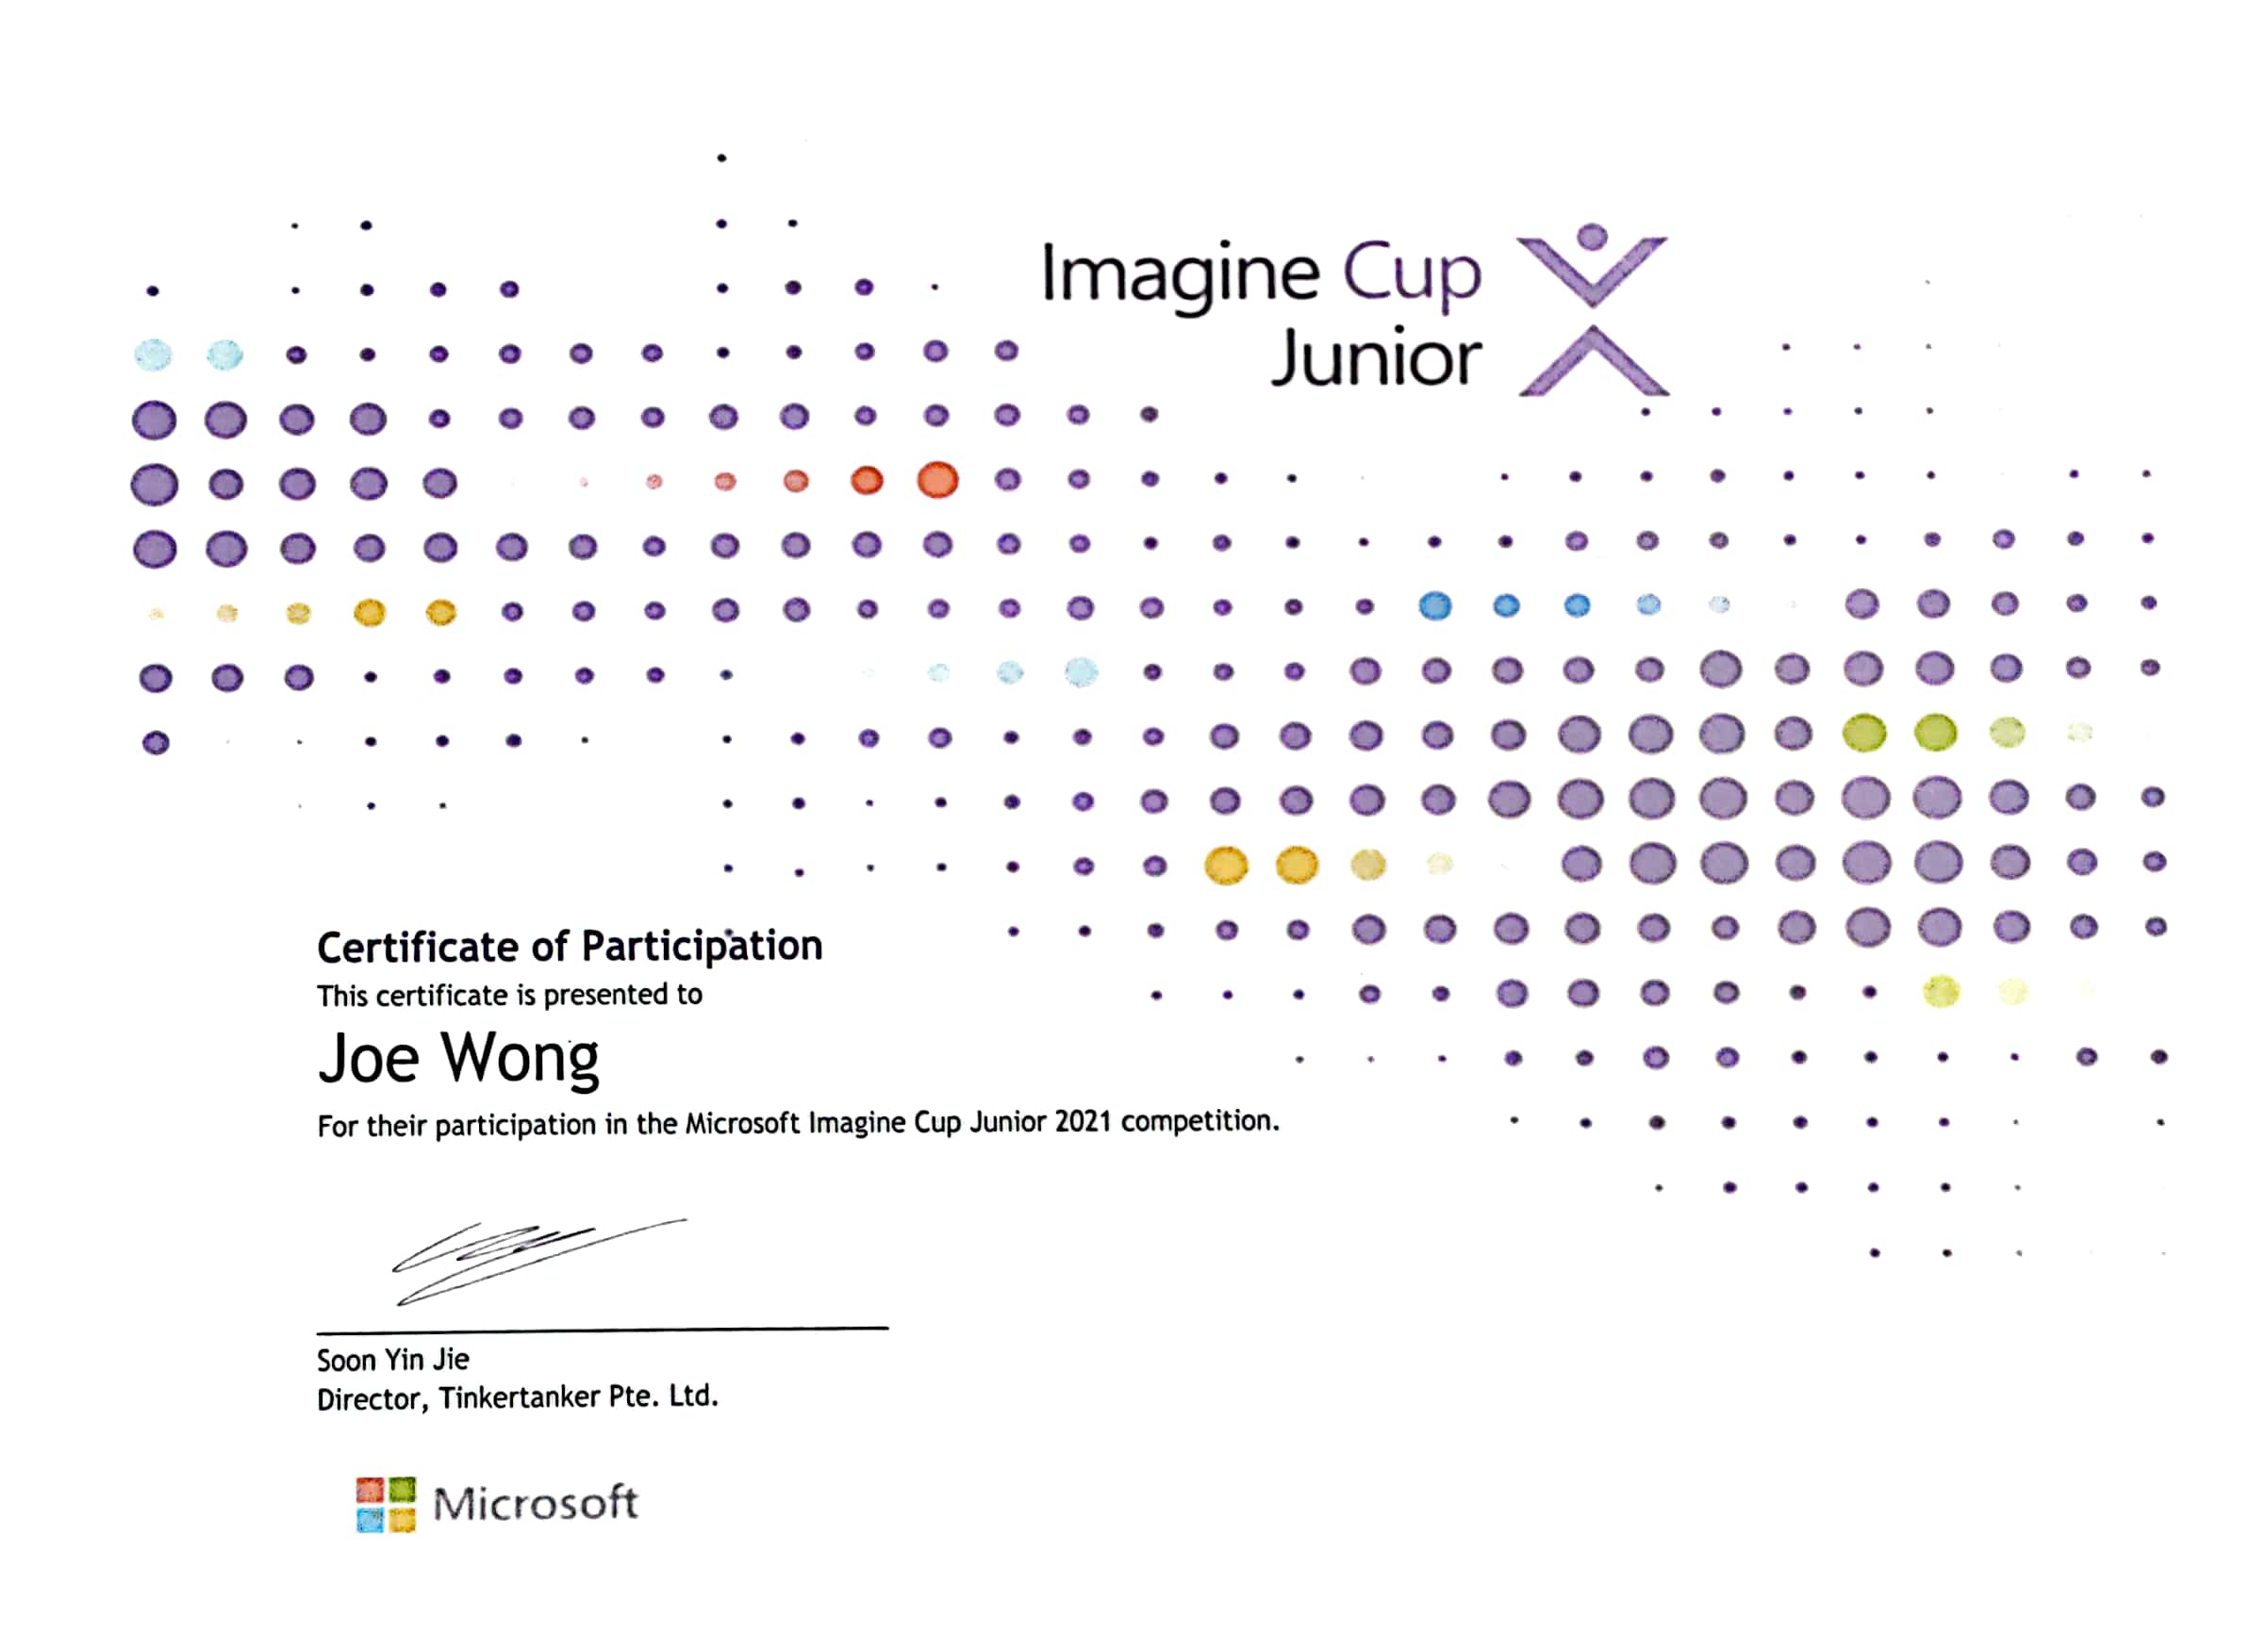 Imagine Cup
Junior
Certificate of Participation
This certificate is presented to
Joe Wong
For their participation in the Microsoft Imagine Cup Junior 2021 competition.
Soon Yin Jie
Director, Tinkertanker Pte. Ltd.
Microsoft